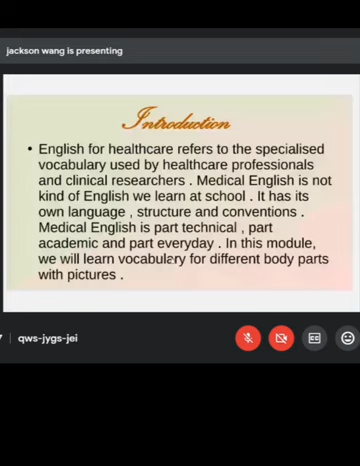 jackson wang is presenting
Introduction
• English for healthcare refers to the specialised
vocabulary used by healthcare professionals
and clinical researchers . Medical English is not
kind of English we learn at school . It has its
own language , structure and conventions .
Medical English is part technical , part
academic and part everyday . In this module,
we will learn vocabulery for different body parts
with pictures .
qws-jygs-jei
CC